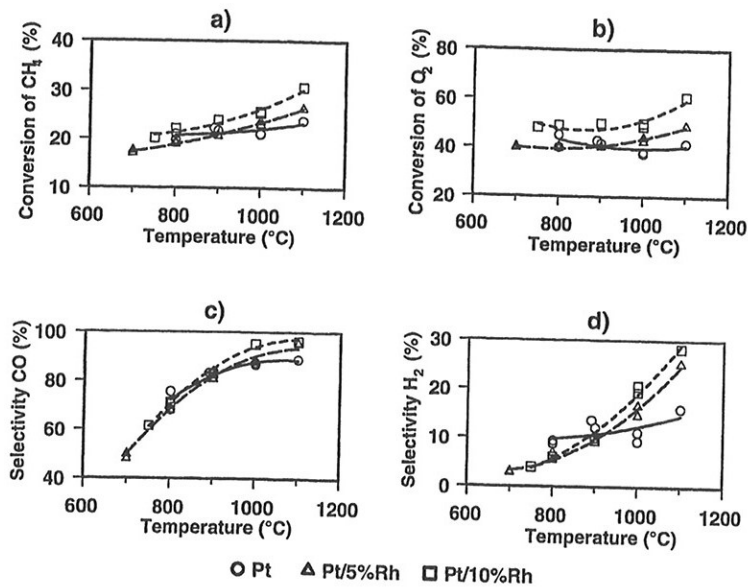 a)
Conversion of CH4 (%)
40
30
20
10
600 800 1000 1200
Temperature (°C)
b)
Conversion of O2 (%)
80
60
40
20
600 800 1000 1200
Temperature (°C)
c)
Selectivity CO (%)
100
80
60
40
600 800 1000 1200
Temperature (°C)
d)
Selectivity H2 (%)
30
20
10
0
600 800 1000 1200
Temperature (°C)
Pt Pt/5%Rh Pt/10%Rh